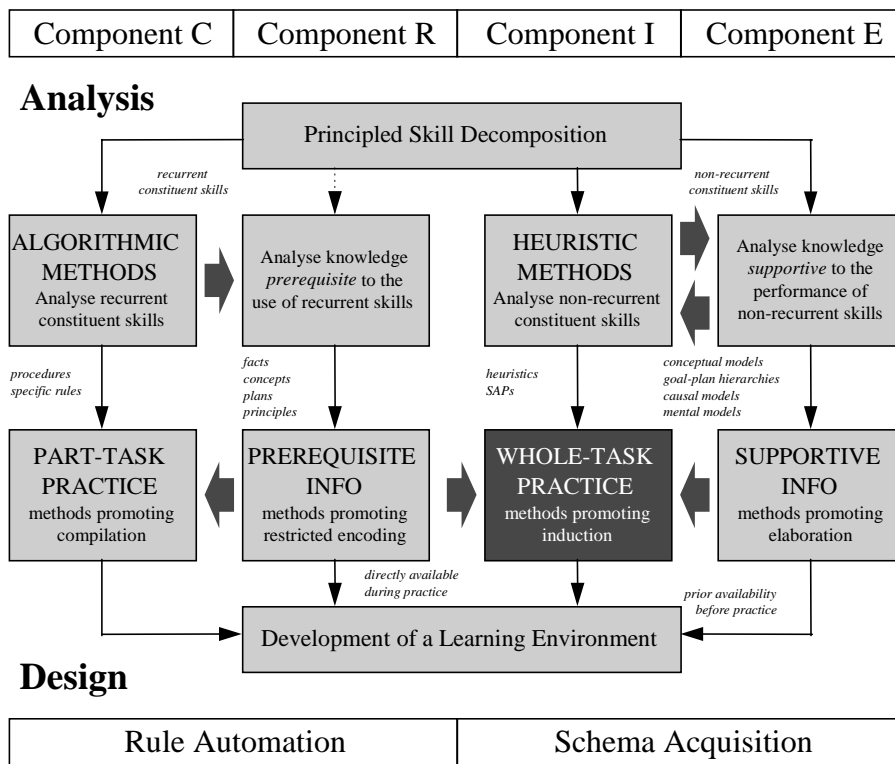 Component C
Component R
Component I
Component E
Analysis
Principled Skill Decomposition
recurrent
constituent skills
non-recurrent
constituent skills
ALGORITHMIC
METHODS
Analyse recurrent
constituent skills
Analyse knowledge
prerequisite to the
use of recurrent skills
HEURISTIC
METHODS
Analyse non-recurrent
constituent skills
Analyse knowledge
supportive to the
performance of
non-recurrent skills
procedures
specific rules
facts
concepts
plans
principles
heuristics
SAPs
conceptual models
goal-plan hierarchies
causal models
mental models
PART-TASK
PRACTICE
methods promoting
compilation
PREREQUISITE
INFO
methods promoting
restricted encoding
WHOLE-TASK
PRACTICE
methods promoting
induction
SUPPORTIVE
INFO
methods promoting
elaboration
directly available
during practice
prior availability
before practice
Development of a Learning Environment
Design
Rule Automation
Schema Acquisition